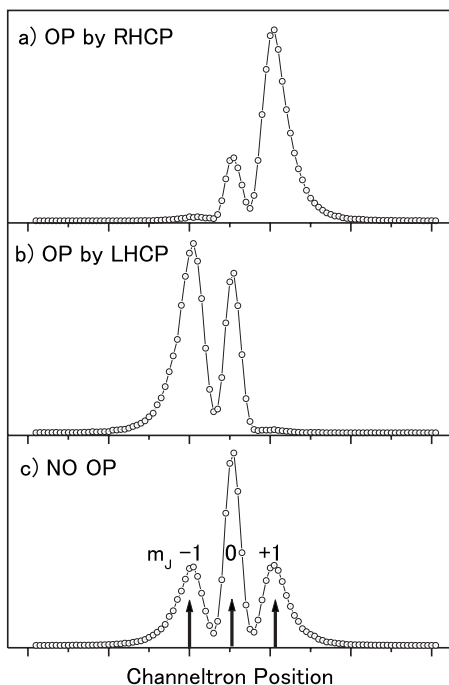 a) OP by RHCP
b) OP by LHCP
c) NO OP
mJ −1 0 +1
Channeltron Position